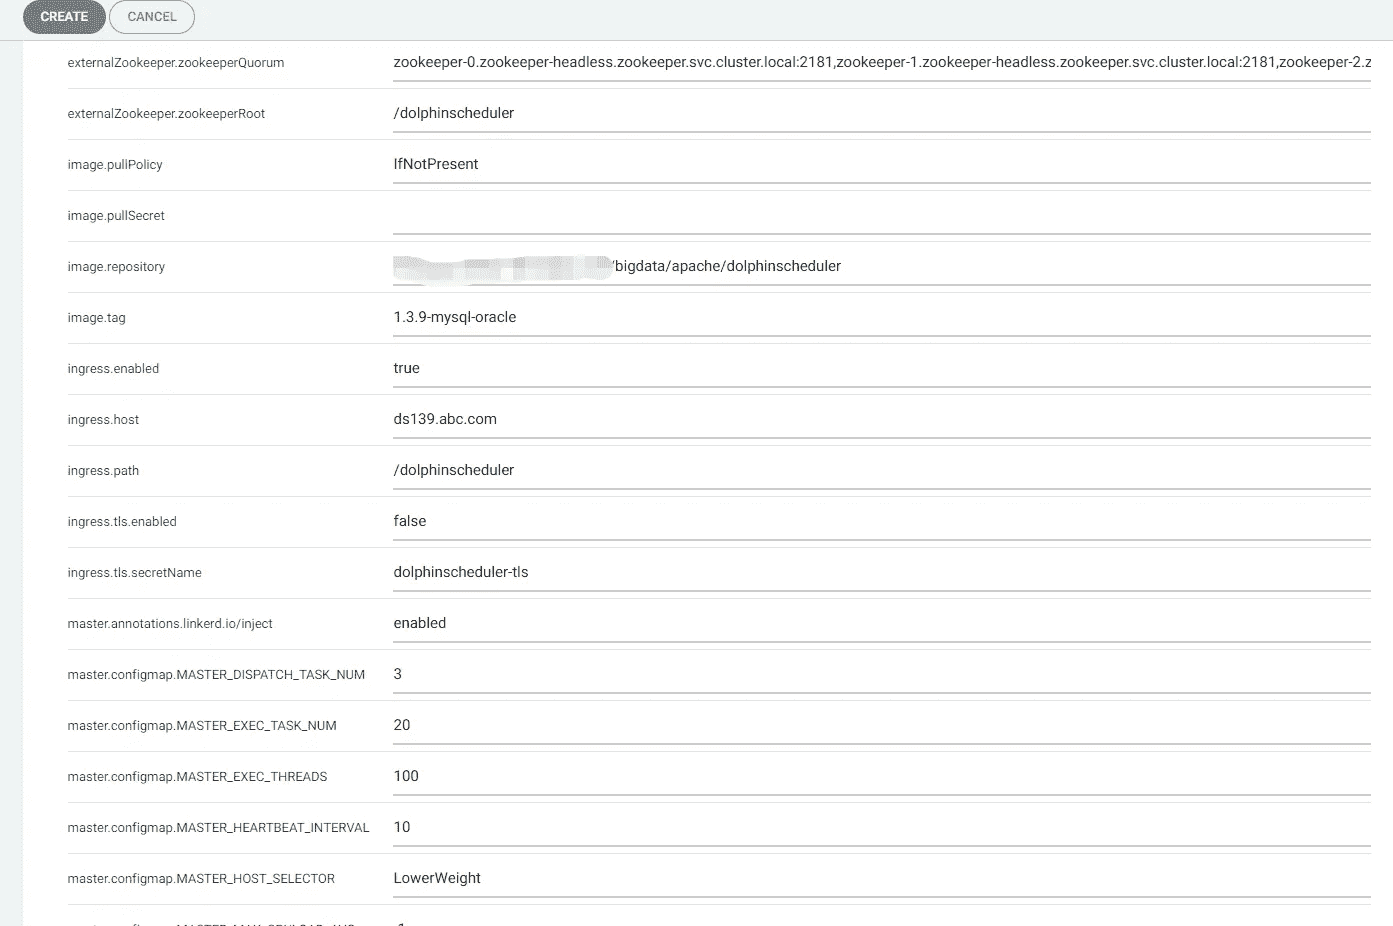 CREATE CANCEL
externalZookeeper.zookeeperQuorum zookeeper-0.zookeeper-headless.zookeeper.svc.cluster.local:2181,zookeeper-1.zookeeper-headless.zookeeper.svc.cluster.local:2181,zookeeper-2.z
externalZookeeper.zookeeperRoot /dolphinscheduler
image.pullPolicy IfNotPresent
image.pullSecret
image.repository /bigdata/apache/dolphinscheduler
image.tag 1.3.9-mysql-oracle
ingress.enabled true
ingress.host ds139.abc.com
ingress.path /dolphinscheduler
ingress.tls.enabled false
ingress.tls.secretName dolphinscheduler-tls
master.annotations.linkerd.io/inject enabled
master.configmap.MASTER_DISPATCH_TASK_NUM 3
master.configmap.MASTER_EXEC_TASK_NUM 20
master.configmap.MASTER_EXEC_THREADS 100
master.configmap.MASTER_HEARTBEAT_INTERVAL 10
master.configmap.MASTER_HOST_SELECTOR LowerWeight